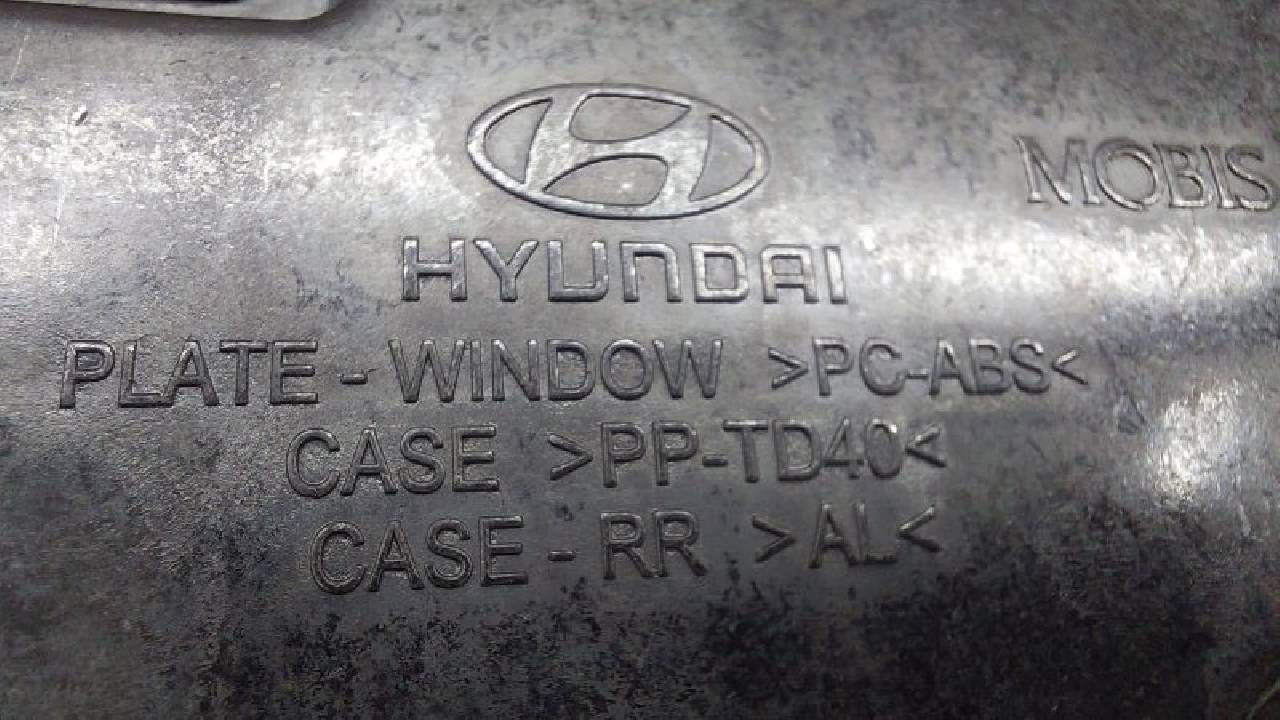 MOBIS
HYUNDAI
PLATE - WINDOW >PC-ABS<
CASE >PP-TD40<
CASE - RR >AL<